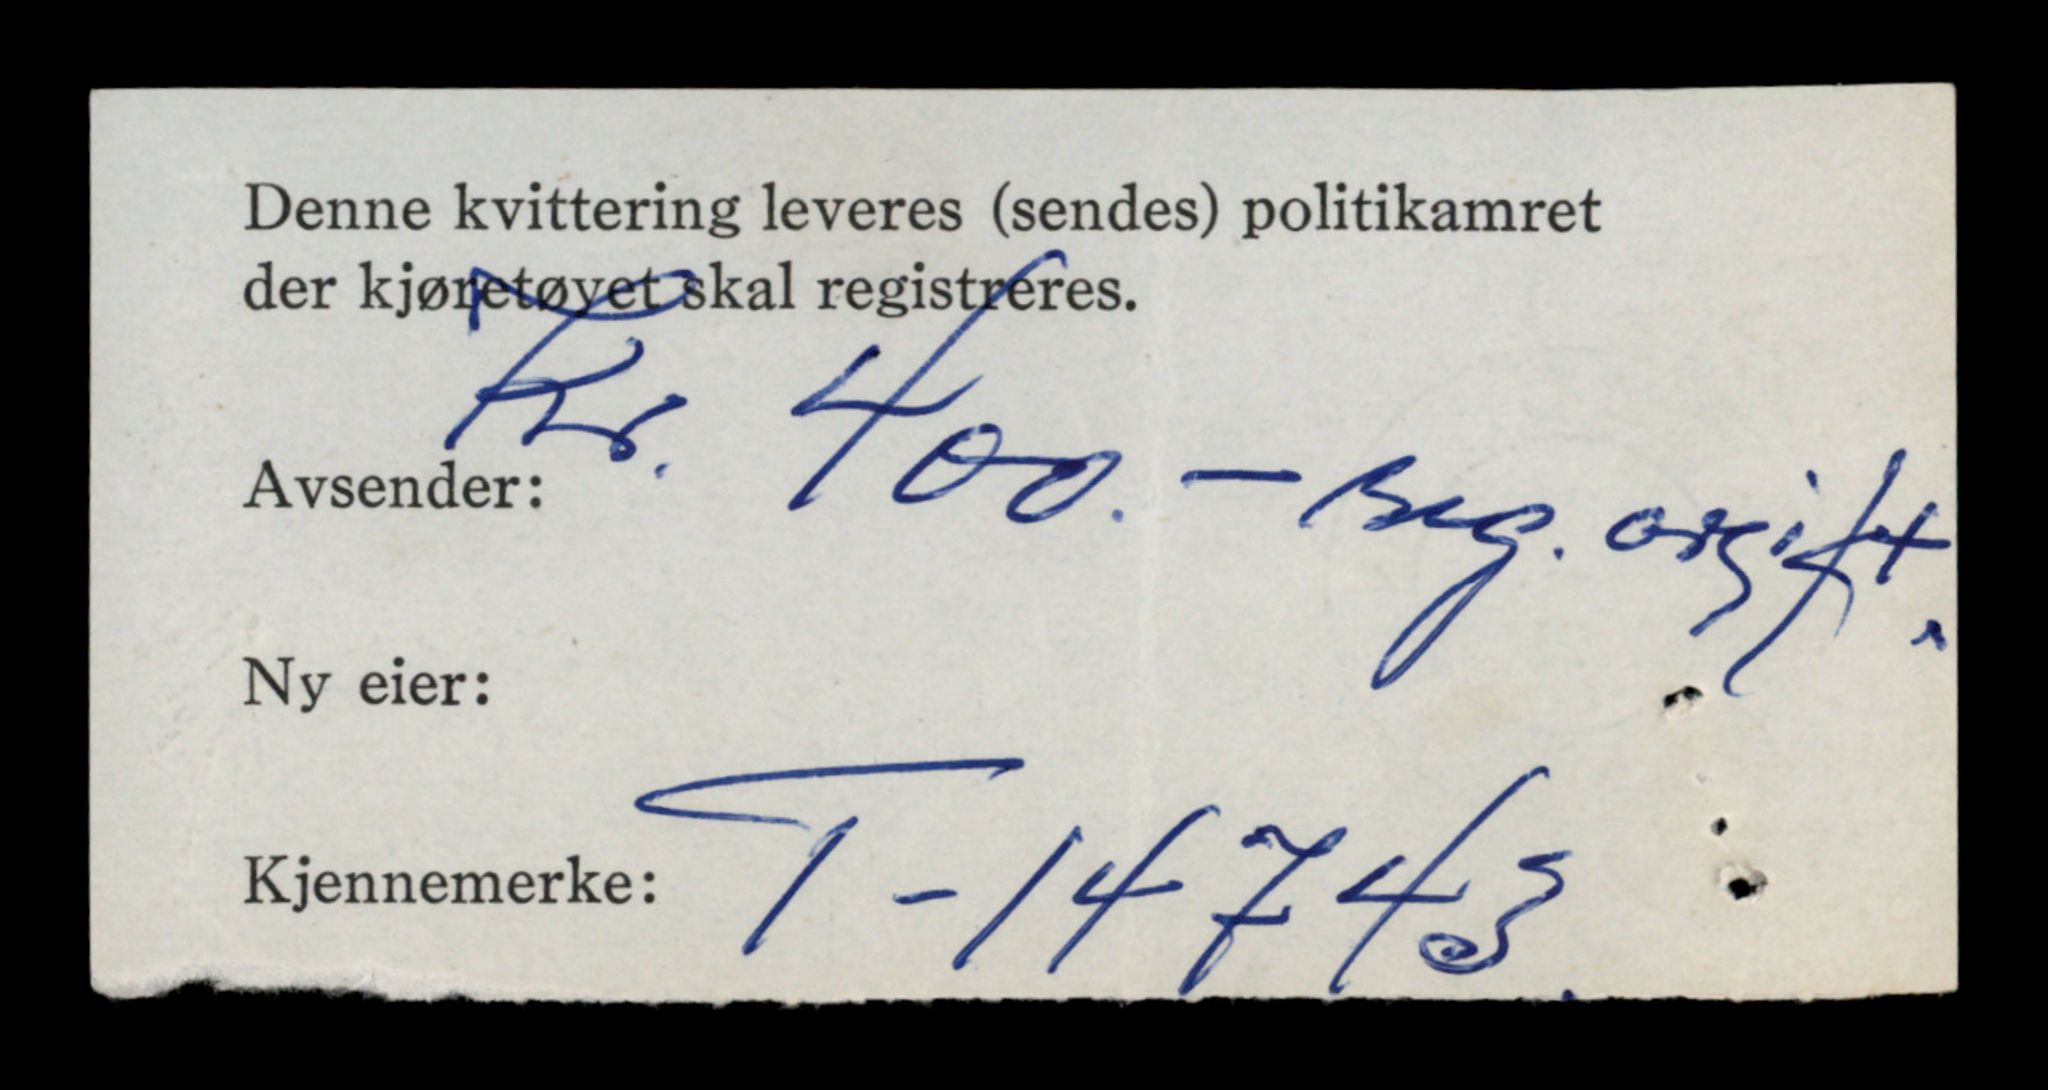 Denne kvittering leveres (sendes) politikamret
der kjøretøyet skal registreres.
Kr. 400.- Reg. avgift.
Avsender:
Ny eier:
Kjennemerke: T-14743.